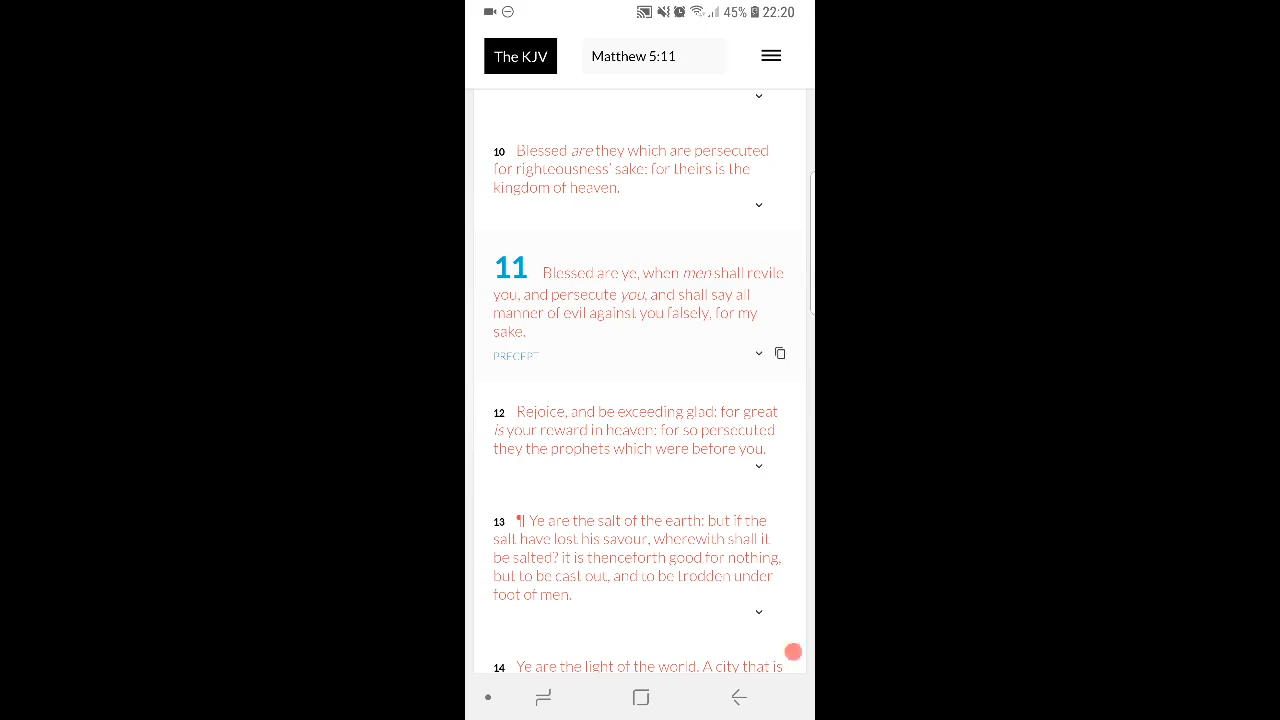 45% 22:20
The KJV Matthew 5:11
10 Blessed are they which are persecuted
for righteousness' sake: for theirs is the
kingdom of heaven.
11 Blessed are ye, when men shall revile
you, and persecute you, and shall say all
manner of evil against you falsely, for my
sake.
PRECEPT
12 Rejoice, and be exceeding glad: for great
is your reward in heaven: for so persecuted
they the prophets which were before you.
13 ¶ Ye are the salt of the earth: but if the
salt have lost his savour, wherewith shall it
be salted? it is thenceforth good for nothing,
but to be cast out, and to be trodden under
foot of men.
14 Ye are the light of the world. A city that is